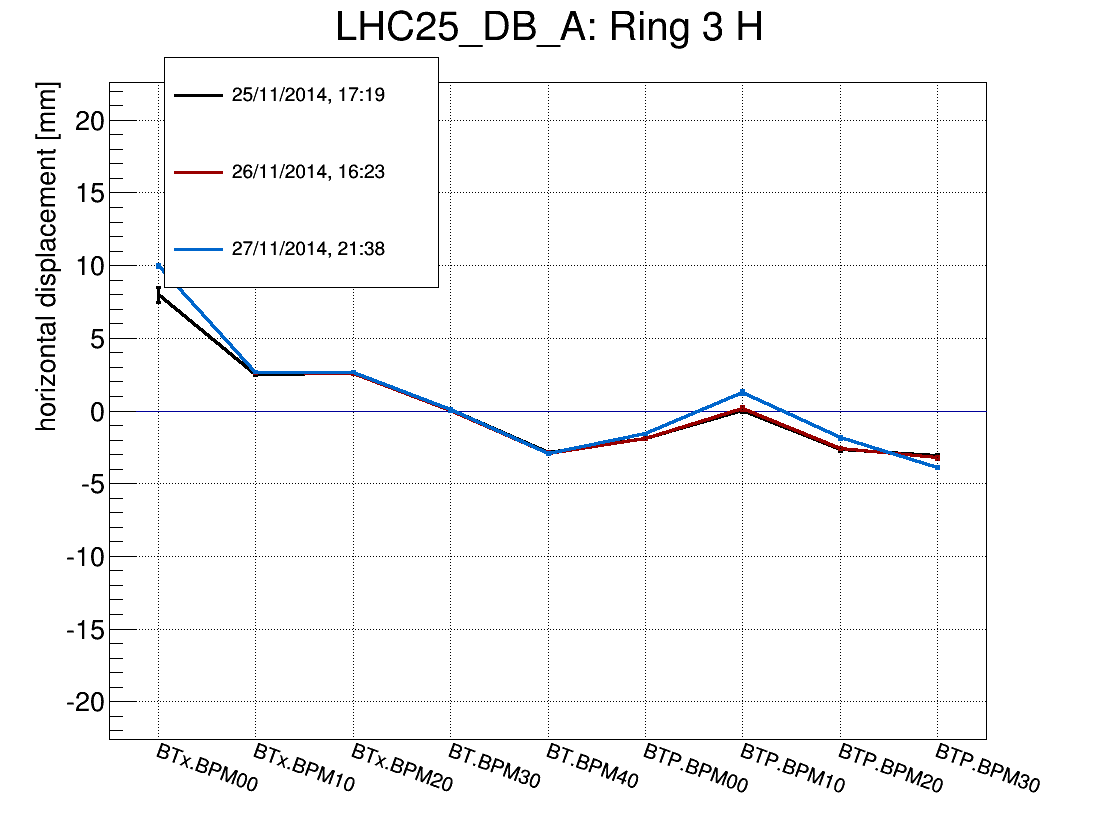 LHC25_DB_A: Ring 3 H
horizontal displacement [mm]
25/11/2014, 17:19
26/11/2014, 16:23
27/11/2014, 21:38
20
15
10
5
0
-5
-10
-15
-20
BTx.BPM00
BTx.BPM10
BTx.BPM20
BT.BPM30
BT.BPM40
BTP.BPM00
BTP.BPM10
BTP.BPM20
BTP.BPM30